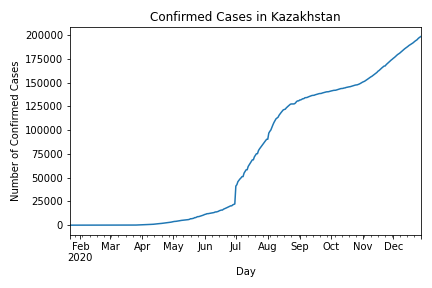 Confirmed Cases in Kazakhstan
200000
175000
150000
125000
100000
75000
50000
25000
0
Number of Confirmed Cases
Feb Mar Apr May Jun Jul Aug Sep Oct Nov Dec
2020
Day